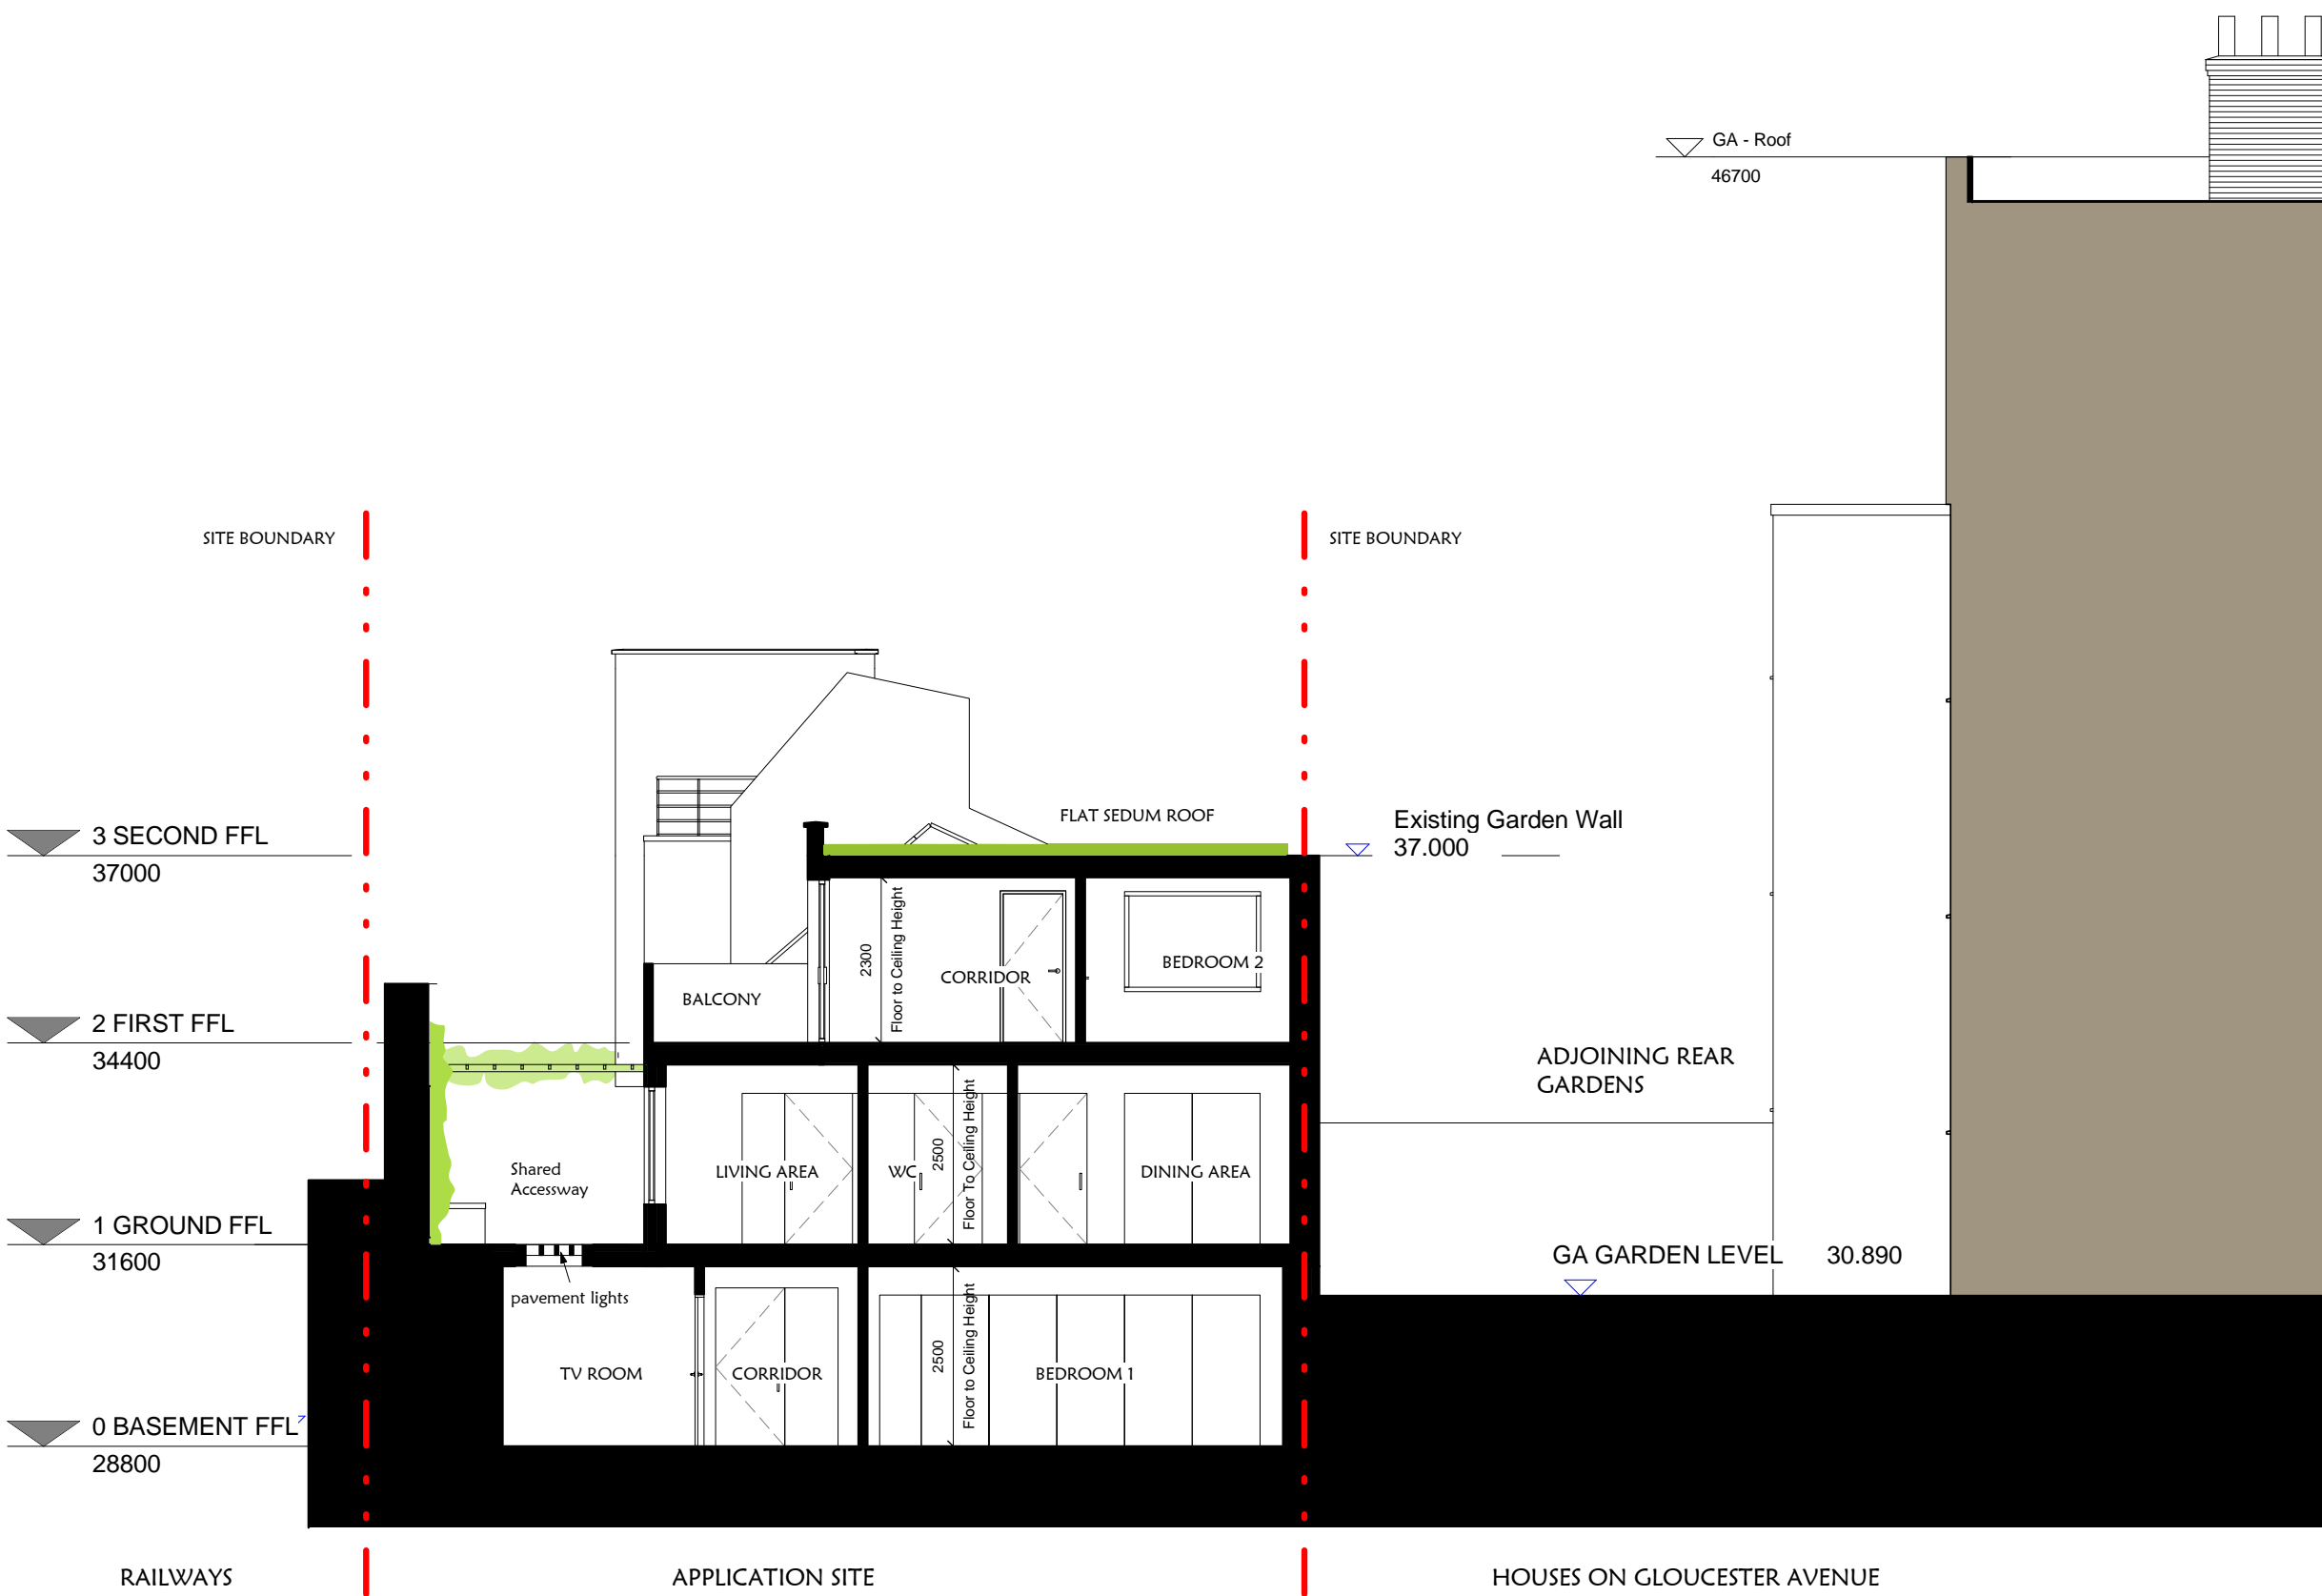 GA - Roof
46700
SITE BOUNDARY
SITE BOUNDARY
FLAT SEDUM ROOF
Existing Garden Wall
37.000
3 SECOND FFL
37000
2300
Floor to Ceiling Height
CORRIDOR
BEDROOM 2
BALCONY
2 FIRST FFL
34400
ADJOINING REAR
GARDENS
Shared
Accessway
LIVING AREA
WC
2500
Floor To Ceiling Height
DINING AREA
1 GROUND FFL
31600
GA GARDEN LEVEL 30.890
pavement lights
TV ROOM
CORRIDOR
2500
Floor to Ceiling Height
BEDROOM 1
0 BASEMENT FFL
28800
RAILWAYS
APPLICATION SITE
HOUSES ON GLOUCESTER AVENUE